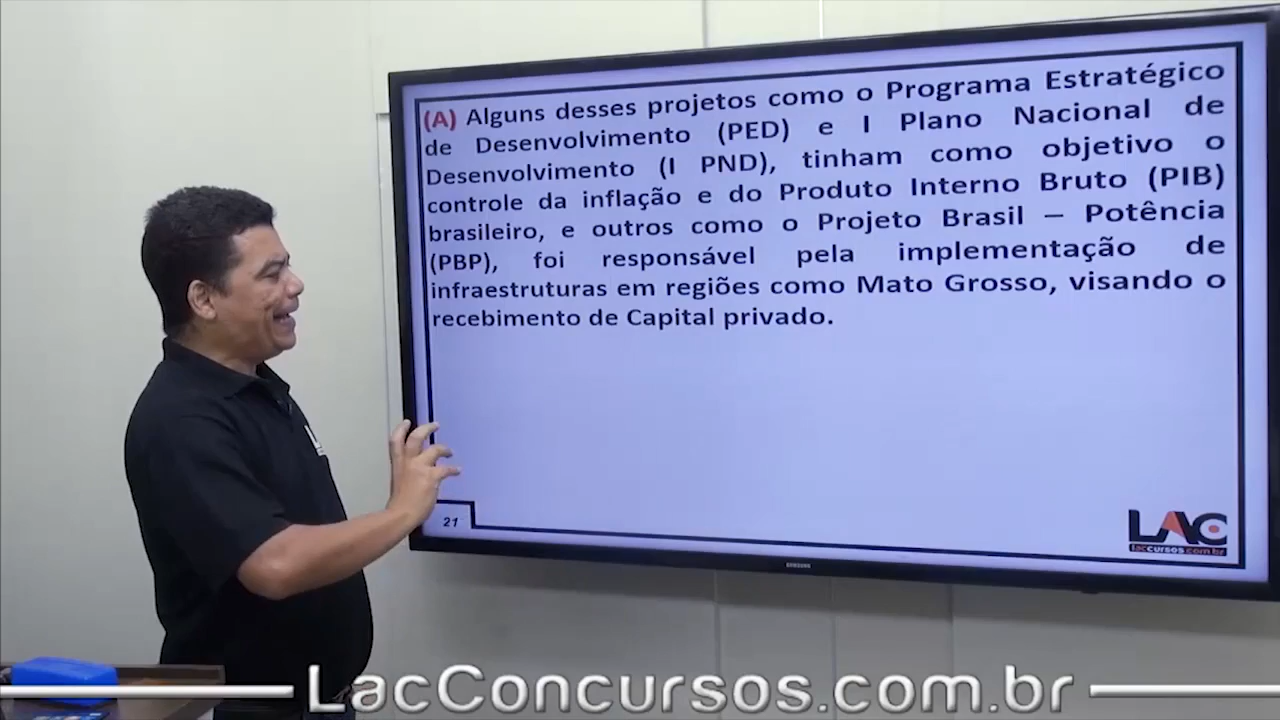 (A) Alguns desses projetos como o Programa Estratégico
de Desenvolvimento (PED) e I Plano Nacional de
Desenvolvimento (I PND), tinham como objetivo o
controle da inflação e do Produto Interno Bruto (PIB)
brasileiro, e outros como o Projeto Brasil – Potência
(PBP), foi responsável pela implementação de
infraestruturas em regiões como Mato Grosso, visando o
recebimento de Capital privado.
21
LAC
laccursos.com.br
SAMSUNG
LacConcursos.com.br